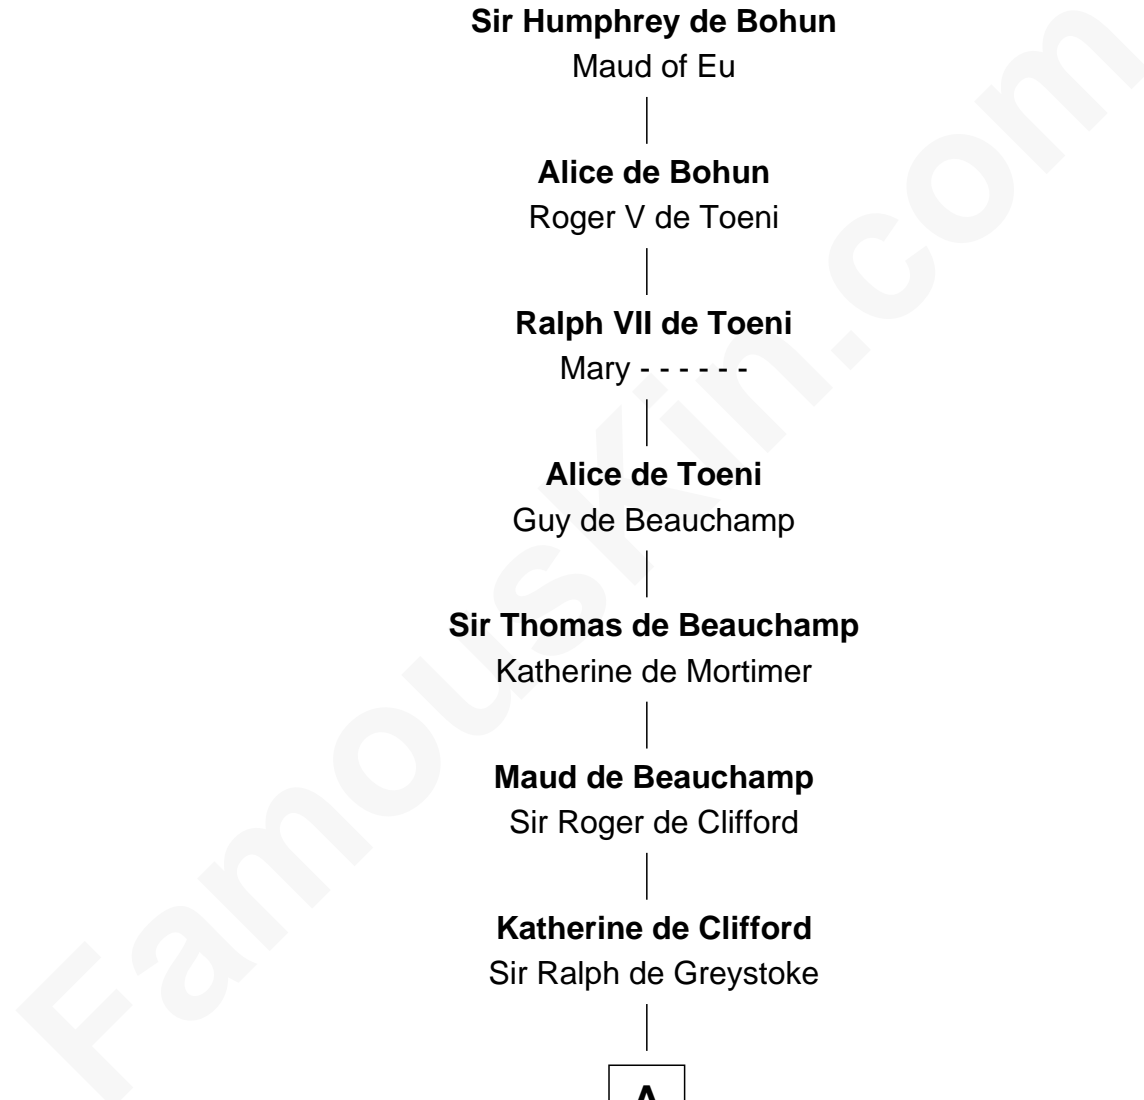 Sir Humphrey de Bohun
Maud of Eu
Alice de Bohun
Roger V de Toeni
Ralph VII de Toeni
Mary - - - - - -
Alice de Toeni
Guy de Beauchamp
Sir Thomas de Beauchamp
Katherine de Mortimer
Maud de Beauchamp
Sir Roger de Clifford
Katherine de Clifford
Sir Ralph de Greystoke
A
FamousKin.com